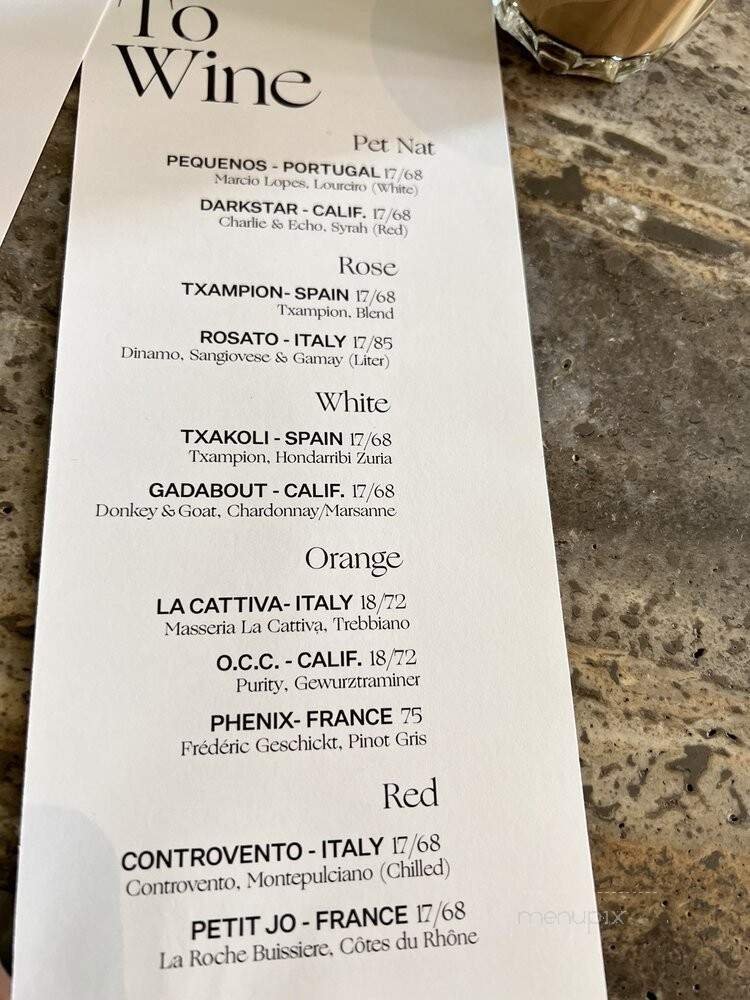 To
Wine
Pet Nat
PEQUENOS - PORTUGAL 17/68
Marcio Lopes, Loureiro (White)
DARKSTAR - CALIF. 17/68
Charlie & Echo, Syrah (Red)
Rose
TXAMPION- SPAIN 17/68
Txampion, Blend
ROSATO - ITALY 17/85
Dinamo, Sangiovese & Gamay (Liter)
White
TXAKOLI - SPAIN 17/68
Txampion, Hondarribi Zuria
GADABOUT - CALIF. 17/68
Donkey & Goat, Chardonnay/Marsanne
Orange
LA CATTIVA- ITALY 18/72
Masseria La Cattiva, Trebbiano
O.C.C. - CALIF. 18/72
Purity, Gewurztraminer
PHENIX- FRANCE 75
Frédéric Geschickt, Pinot Gris
Red
CONTROVENTO - ITALY 17/68
Controvento, Montepulciano (Chilled)
PETIT JO - FRANCE 17/68
La Roche Buissiere, Côtes du Rhône
menupix